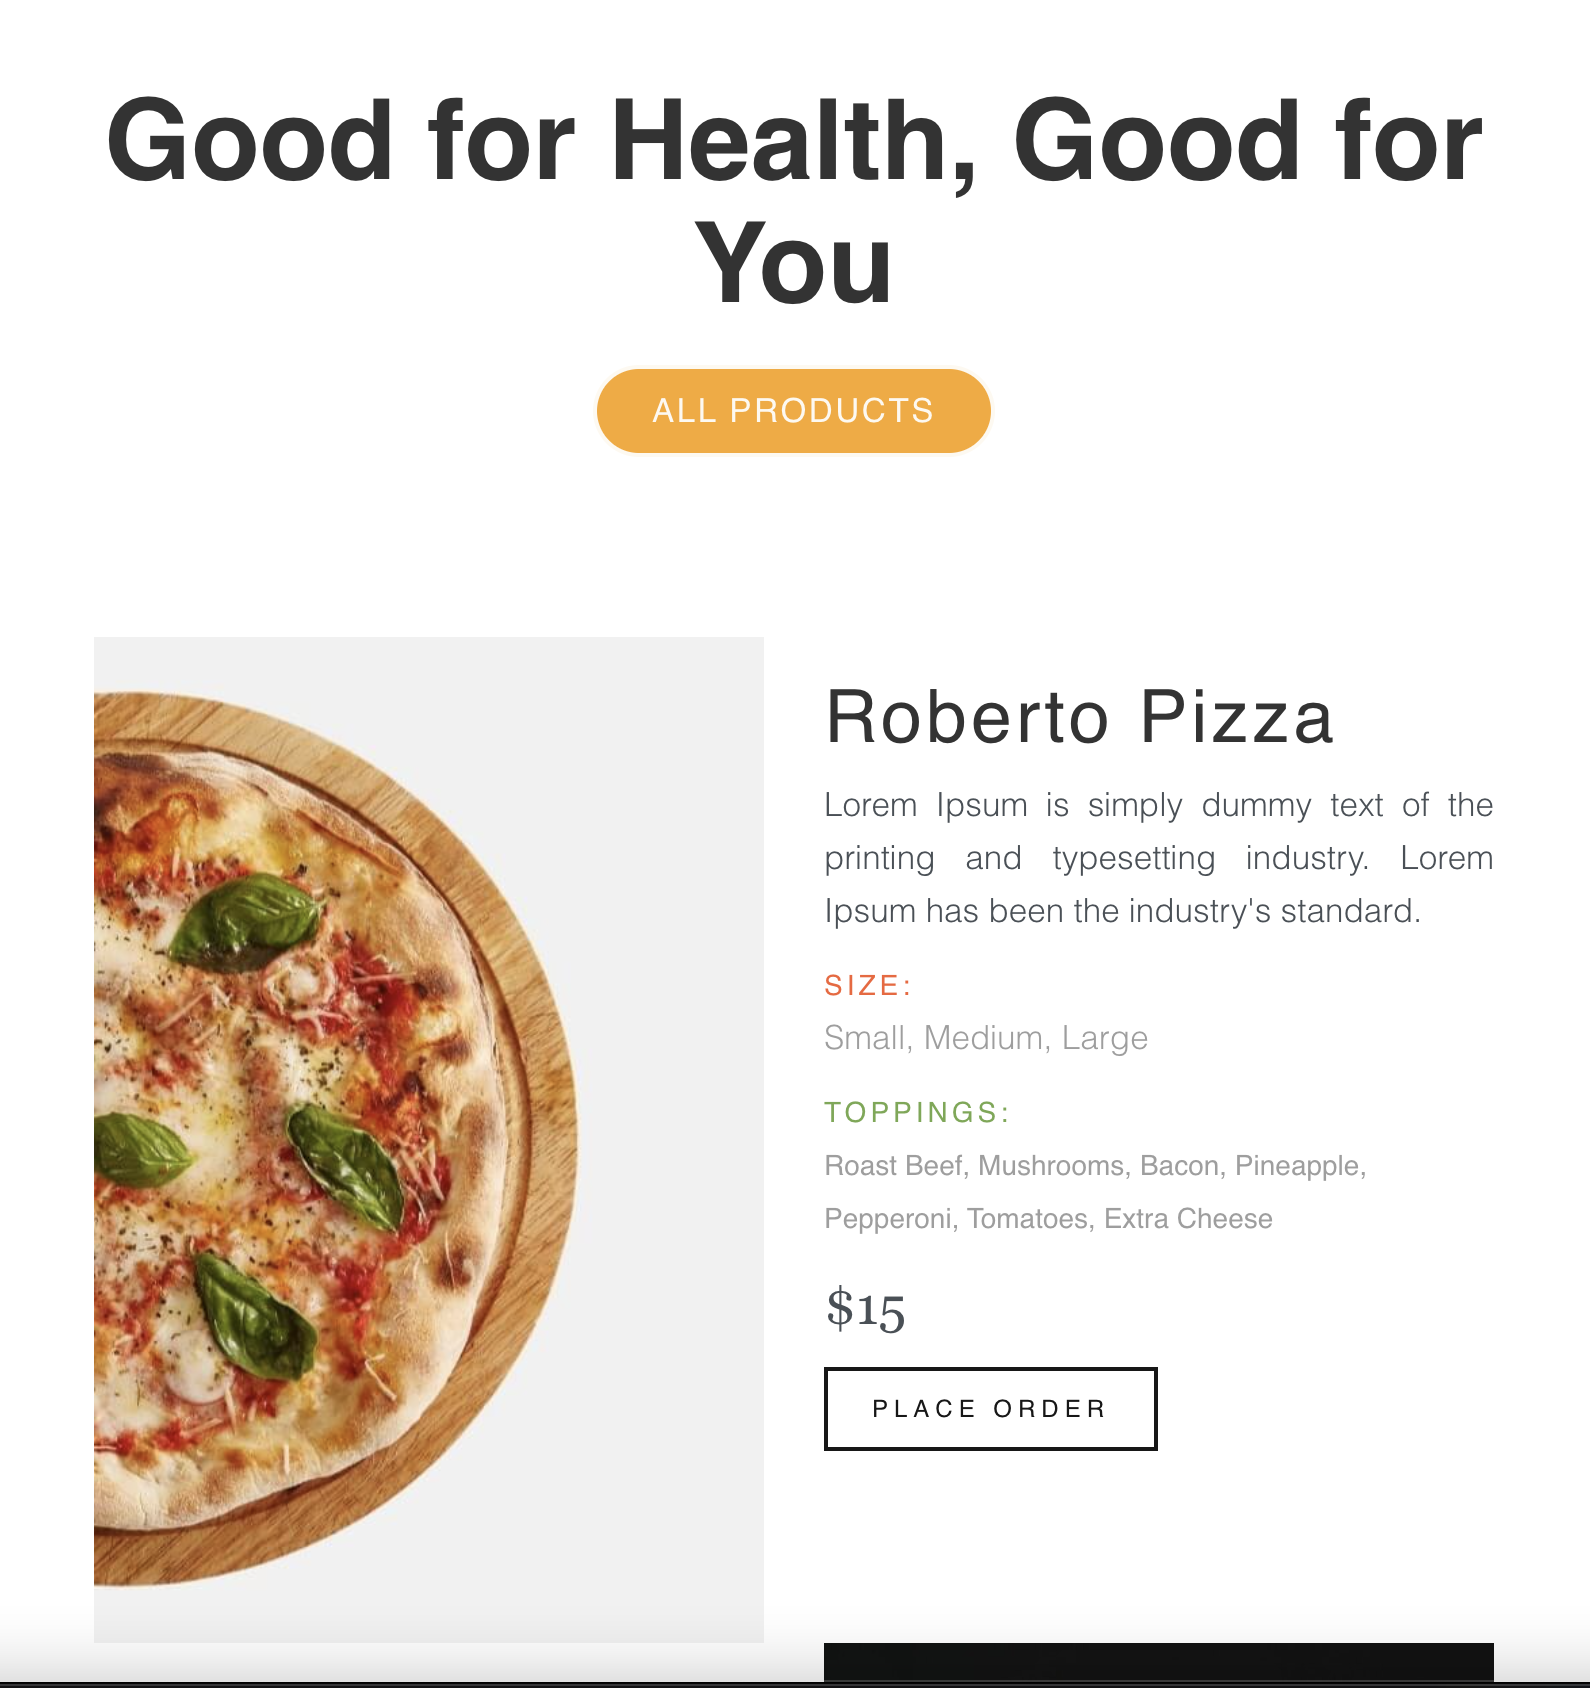 Good for Health, Good for
You
ALL PRODUCTS
Roberto Pizza
Lorem Ipsum is simply dummy text of the
printing and typesetting industry. Lorem
Ipsum has been the industry's standard.
SIZE:
Small, Medium, Large
TOPPINGS:
Roast Beef, Mushrooms, Bacon, Pineapple,
Pepperoni, Tomatoes, Extra Cheese
$15
PLACE ORDER